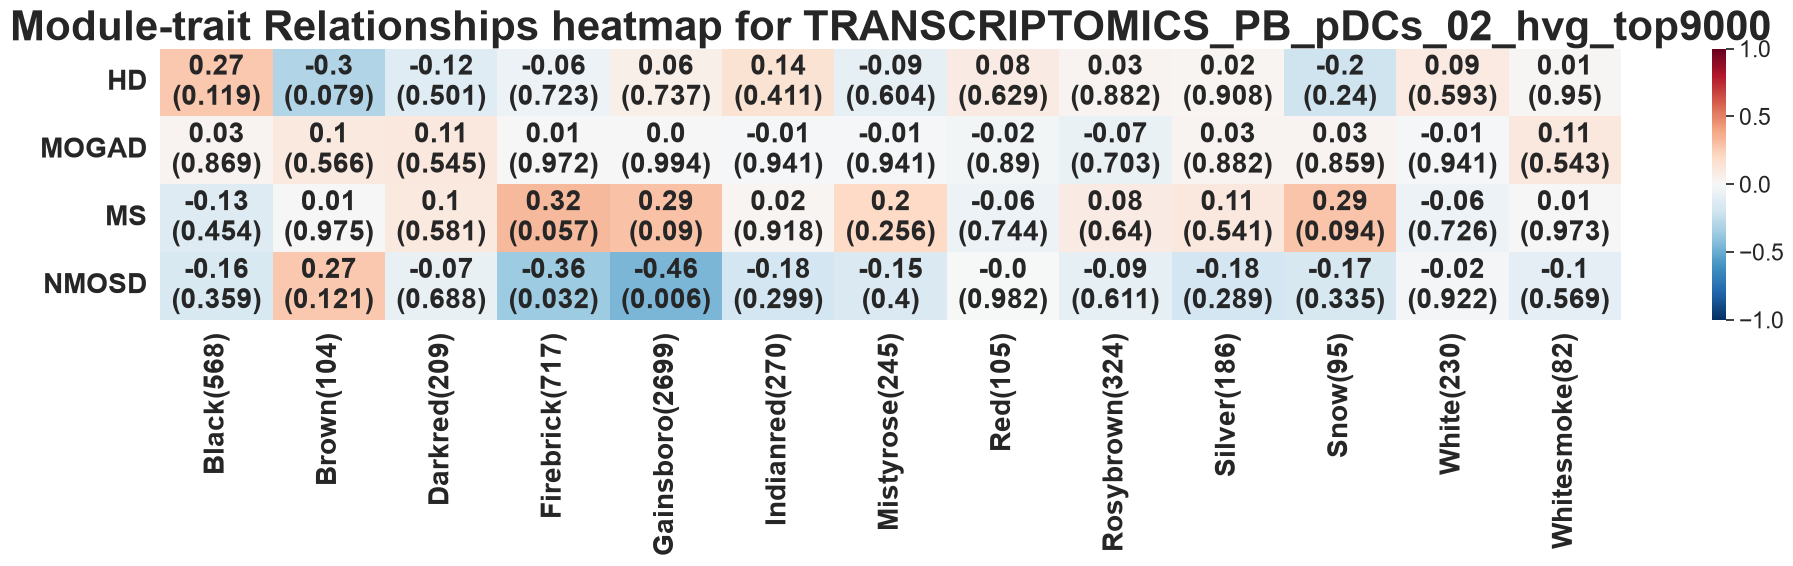 Module-trait Relationships heatmap for TRANSCRIPTOMICS_PB_pDCs_02_hvg_top9000
HD
0.27 -0.3 -0.12 -0.06 0.06 0.14 -0.09 0.08 0.03 0.02 -0.2 0.09 0.01
(0.119) (0.079) (0.501) (0.723) (0.737) (0.411) (0.604) (0.629) (0.882) (0.908) (0.24) (0.593) (0.95)
MOGAD
0.03 0.1 0.11 0.01 0.0 -0.01 -0.01 -0.02 -0.07 0.03 0.03 -0.01 0.11
(0.869) (0.566) (0.545) (0.972) (0.994) (0.941) (0.941) (0.89) (0.703) (0.882) (0.859) (0.941) (0.543)
MS
-0.13 0.01 0.1 0.32 0.29 0.02 0.2 -0.06 0.08 0.11 0.29 -0.06 0.01
(0.454) (0.975) (0.581) (0.057) (0.09) (0.918) (0.256) (0.744) (0.64) (0.541) (0.094) (0.726) (0.973)
NMOSD
-0.16 0.27 -0.07 -0.36 -0.46 -0.18 -0.15 -0.0 -0.09 -0.18 -0.17 -0.02 -0.1
(0.359) (0.121) (0.688) (0.032) (0.006) (0.299) (0.4) (0.982) (0.611) (0.289) (0.335) (0.922) (0.569)
Black(568)
Brown(104)
Darkred(209)
Firebrick(717)
Gainsboro(2699)
Indianred(270)
Mistyrose(245)
Red(105)
Rosybrown(324)
Silver(186)
Snow(95)
White(230)
Whitesmoke(82)
1.0
0.5
0.0
−0.5
−1.0